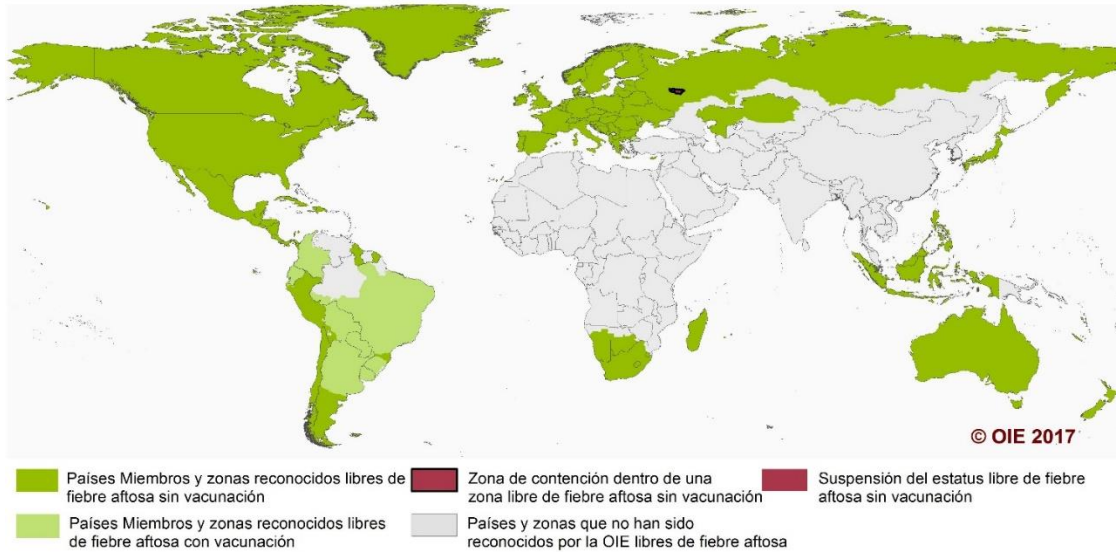 © OIE 2017
Países Miembros y zonas reconocidos libres de
fiebre aftosa sin vacunación
Zona de contención dentro de una
zona libre de fiebre aftosa sin vacunación
Suspensión del estatus libre de fiebre
aftosa sin vacunación
Países Miembros y zonas reconocidos libres
de fiebre aftosa con vacunación
Países y zonas que no han sido
reconocidos por la OIE libres de fiebre aftosa